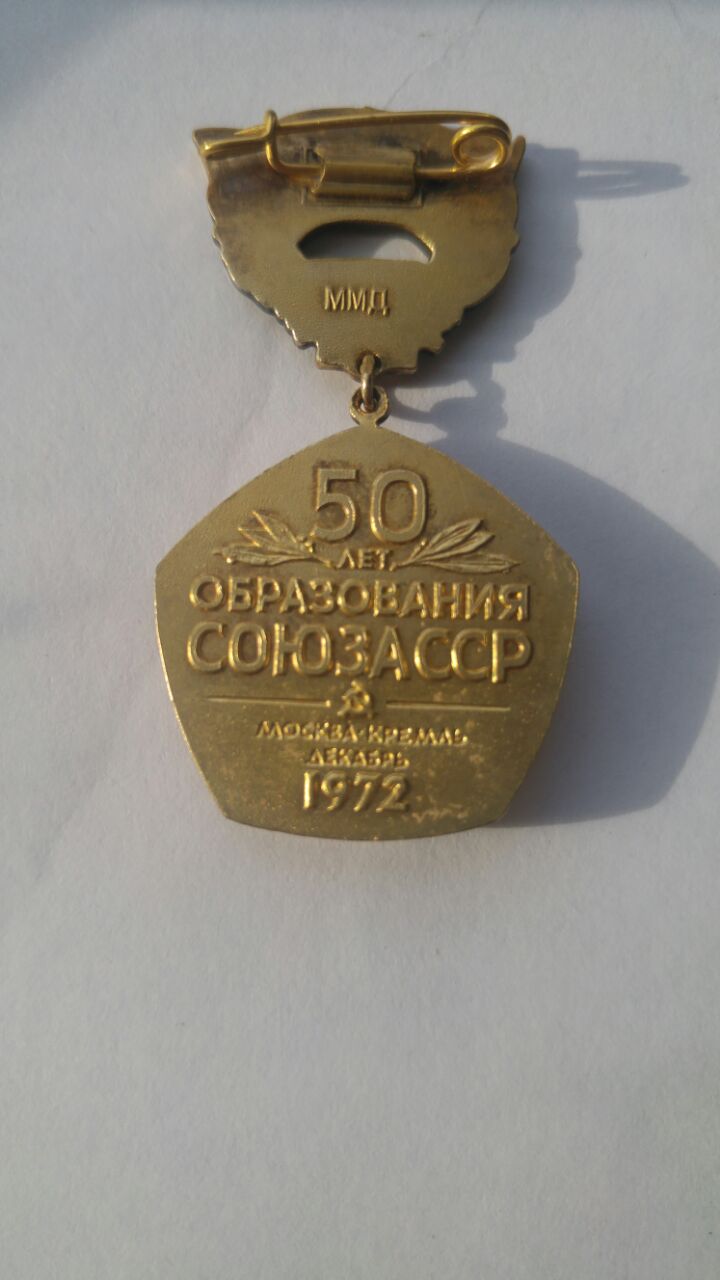 ММД
50
ЛЕТ
ОБРАЗОВАНИЯ
СОЮЗА ССР
МОСКВА·КРЕМЛЬ
ДЕКАБРЬ
1972